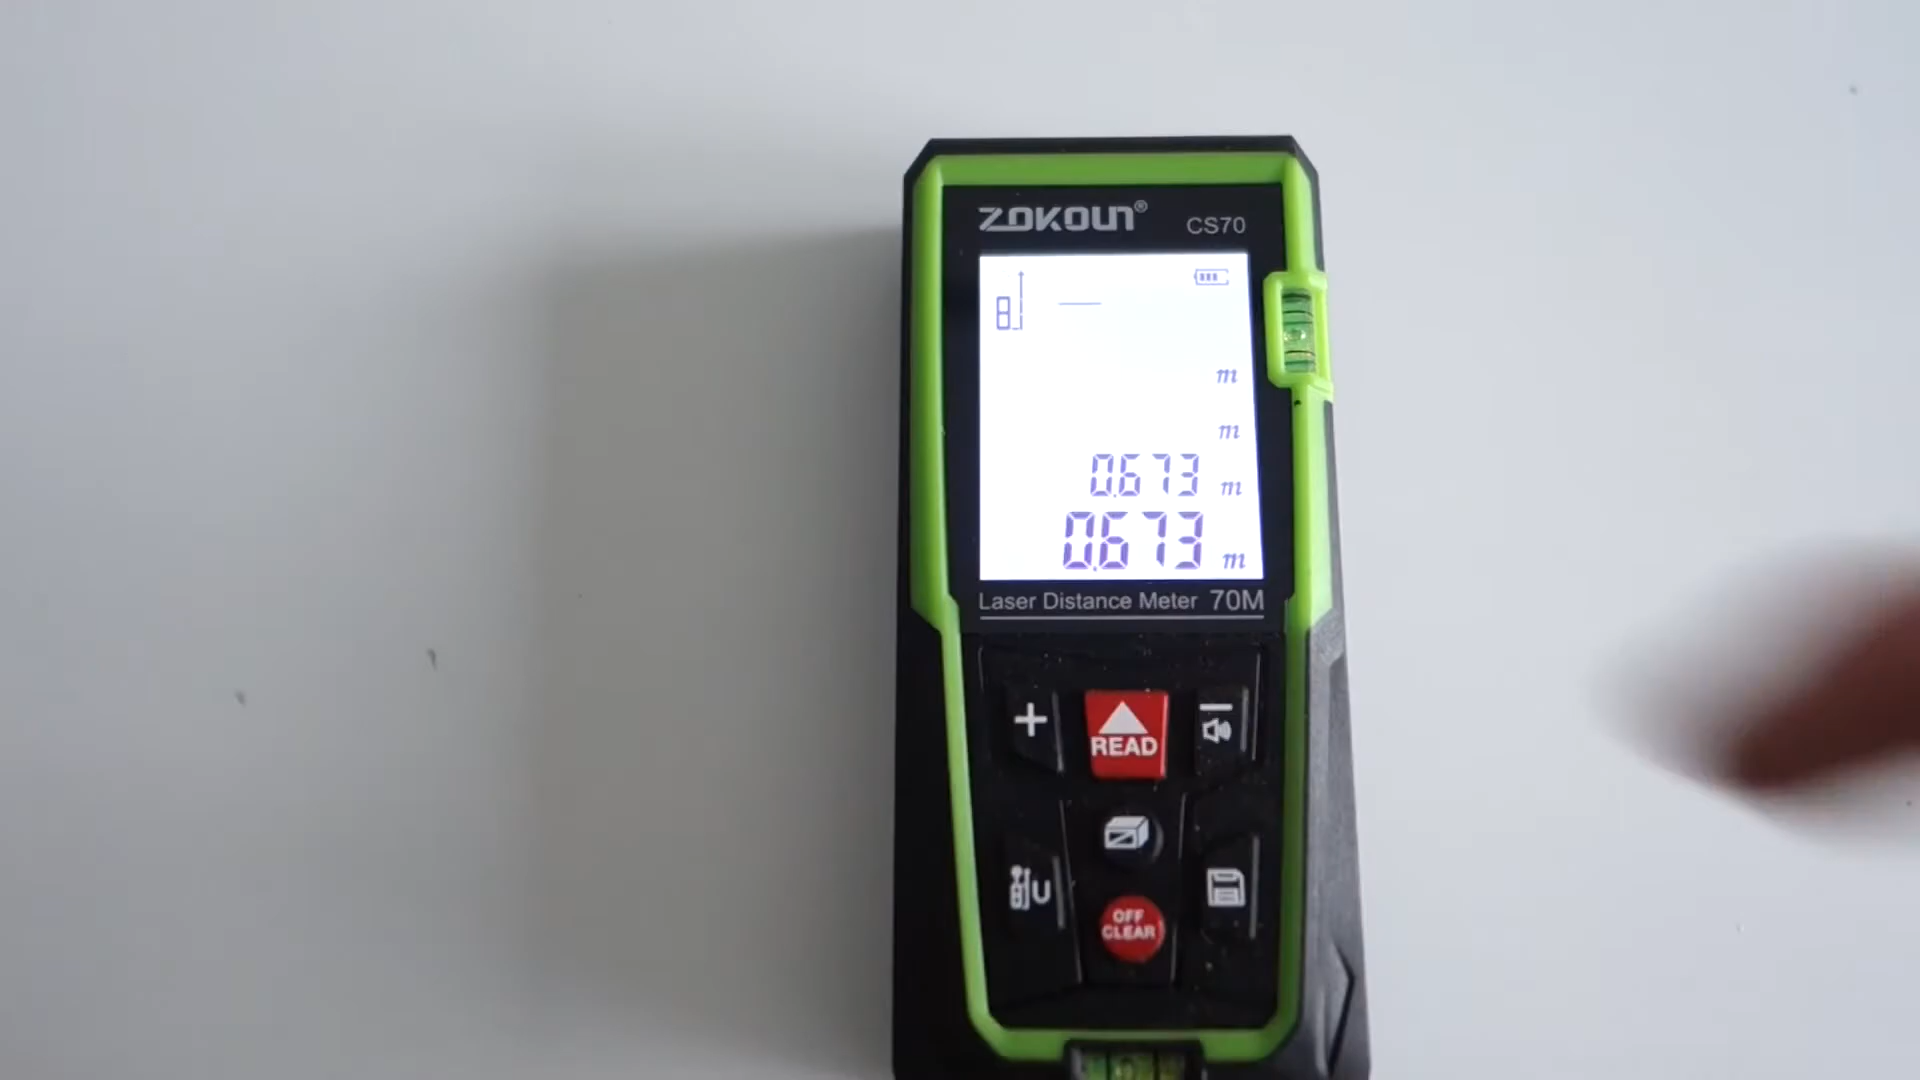 ZOKOUN® CS70
m
m
0.673 m
0.673 m
Laser Distance Meter 70M
+ READ −
U
OFF
CLEAR